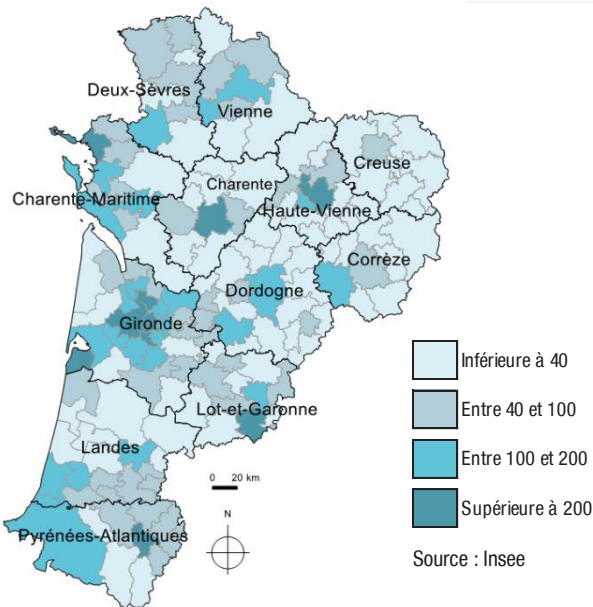 Deux-Sèvres
Vienne
Creuse
Charente
Charente-Maritime
Haute-Vienne
Corrèze
Dordogne
Gironde
Lot-et-Garonne
Landes
Pyrénées-Atlantiques
0 20 km
N
Inférieure à 40
Entre 40 et 100
Entre 100 et 200
Supérieure à 200
Source : Insee